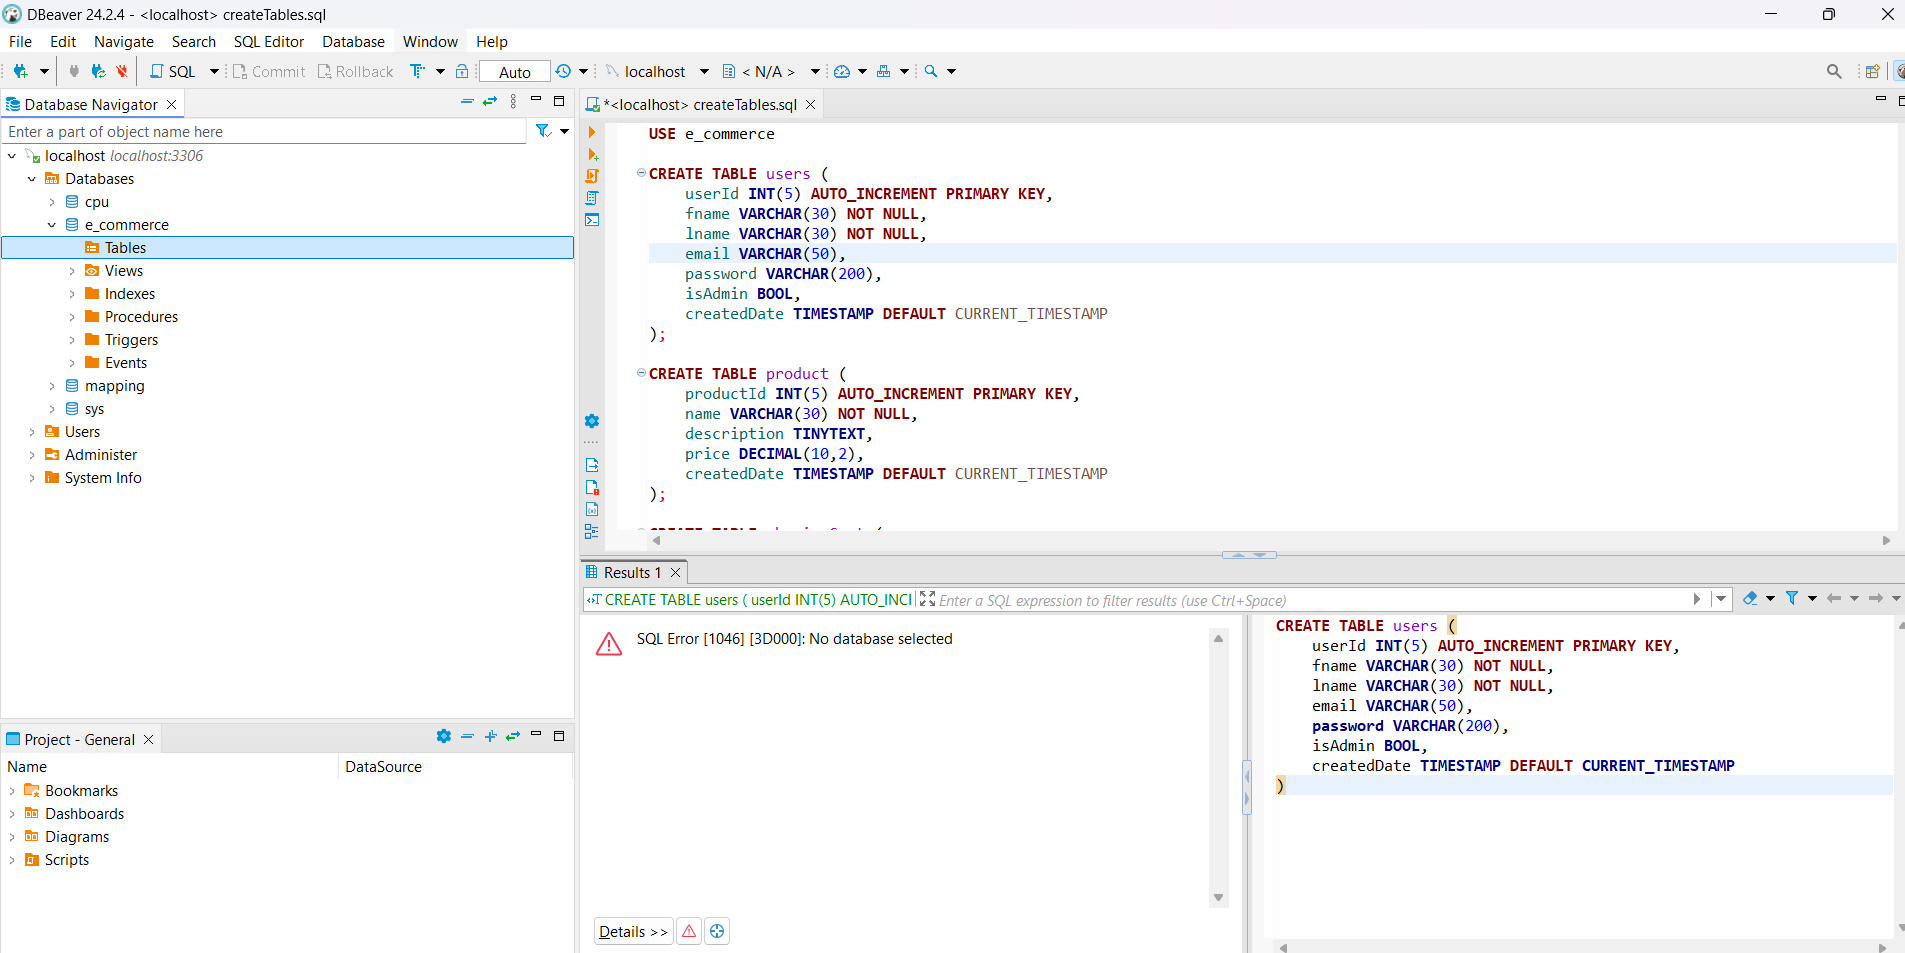 DBeaver 24.2.4 - <localhost> createTables.sql
File Edit Navigate Search SQL Editor Database Window Help
SQL Commit Rollback Auto localhost < N/A >
Database Navigator
Enter a part of object name here
localhost localhost:3306
Databases
cpu
e_commerce
Tables
Views
Indexes
Procedures
Triggers
Events
mapping
sys
Users
Administer
System Info
Project - General
Name DataSource
Bookmarks
Dashboards
Diagrams
Scripts
*<localhost> createTables.sql
USE e_commerce
CREATE TABLE users (
userId INT(5) AUTO_INCREMENT PRIMARY KEY,
fname VARCHAR(30) NOT NULL,
lname VARCHAR(30) NOT NULL,
email VARCHAR(50),
password VARCHAR(200),
isAdmin BOOL,
createdDate TIMESTAMP DEFAULT CURRENT_TIMESTAMP
);
CREATE TABLE product (
productId INT(5) AUTO_INCREMENT PRIMARY KEY,
name VARCHAR(30) NOT NULL,
description TINYTEXT,
price DECIMAL(10,2),
createdDate TIMESTAMP DEFAULT CURRENT_TIMESTAMP
);
CREATE TABLE
Results 1
CREATE TABLE users ( userId INT(5) AUTO_INCI Enter a SQL expression to filter results (use Ctrl+Space)
SQL Error [1046] [3D000]: No database selected
Details >>
CREATE TABLE users (
userId INT(5) AUTO_INCREMENT PRIMARY KEY,
fname VARCHAR(30) NOT NULL,
lname VARCHAR(30) NOT NULL,
email VARCHAR(50),
password VARCHAR(200),
isAdmin BOOL,
createdDate TIMESTAMP DEFAULT CURRENT_TIMESTAMP
)